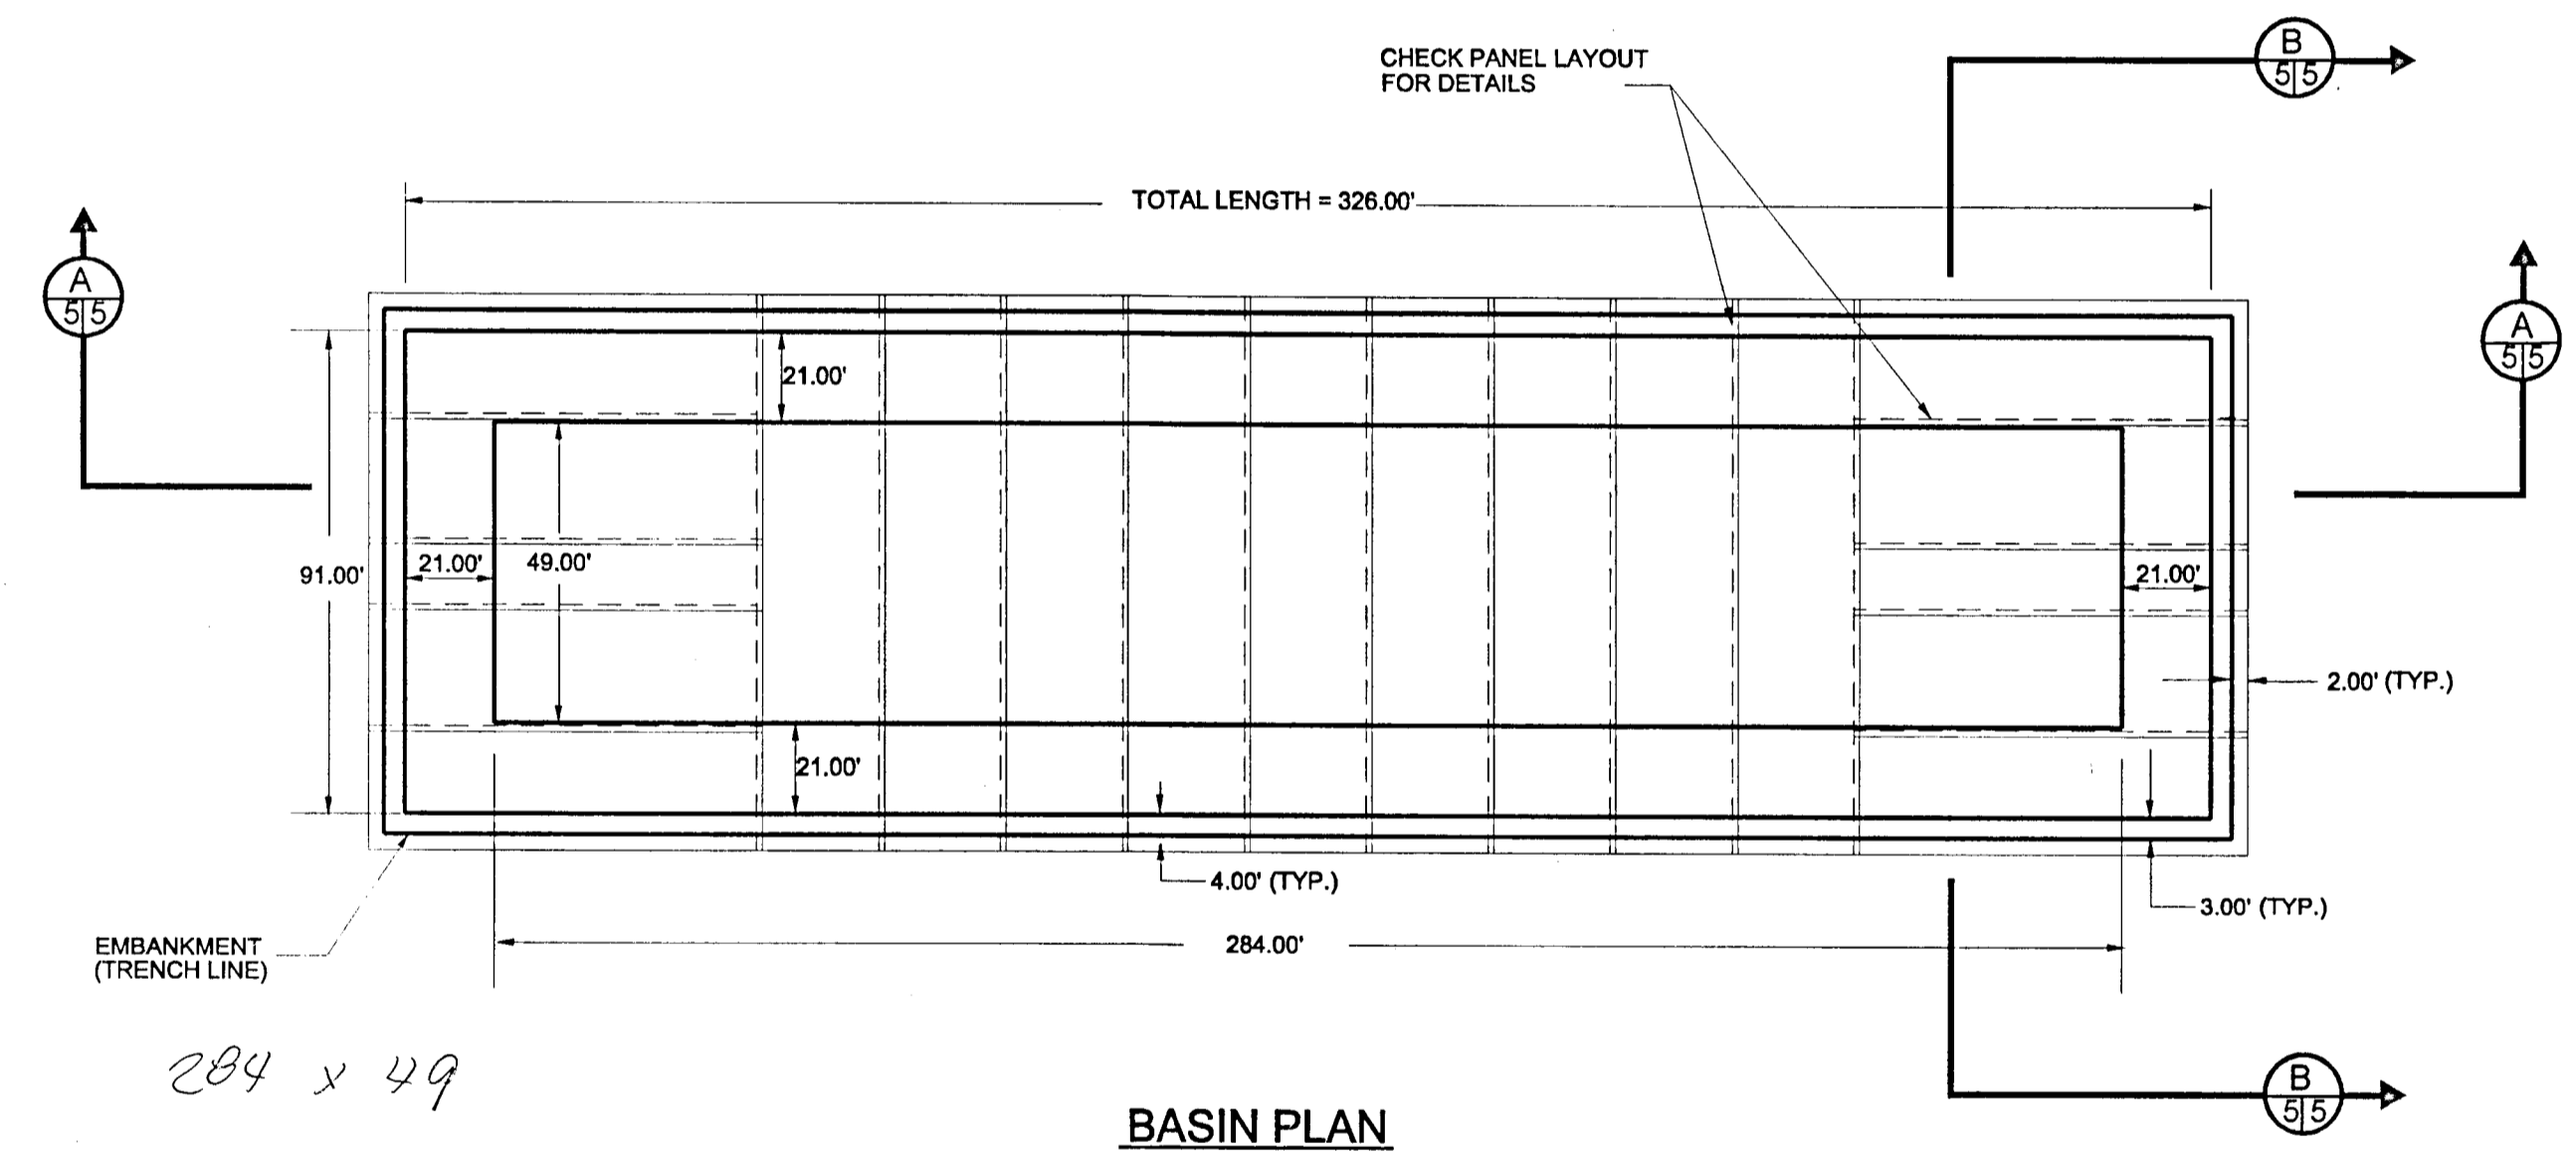 B
5 5
CHECK PANEL LAYOUT
FOR DETAILS
TOTAL LENGTH = 326.00'
A
5 5
A
5 5
21.00'
91.00'
21.00'
49.00'
21.00'
2.00' (TYP.)
21.00'
4.00' (TYP.)
3.00' (TYP.)
284.00'
EMBANKMENT
(TRENCH LINE)
284 x 49
B
5 5
BASIN PLAN